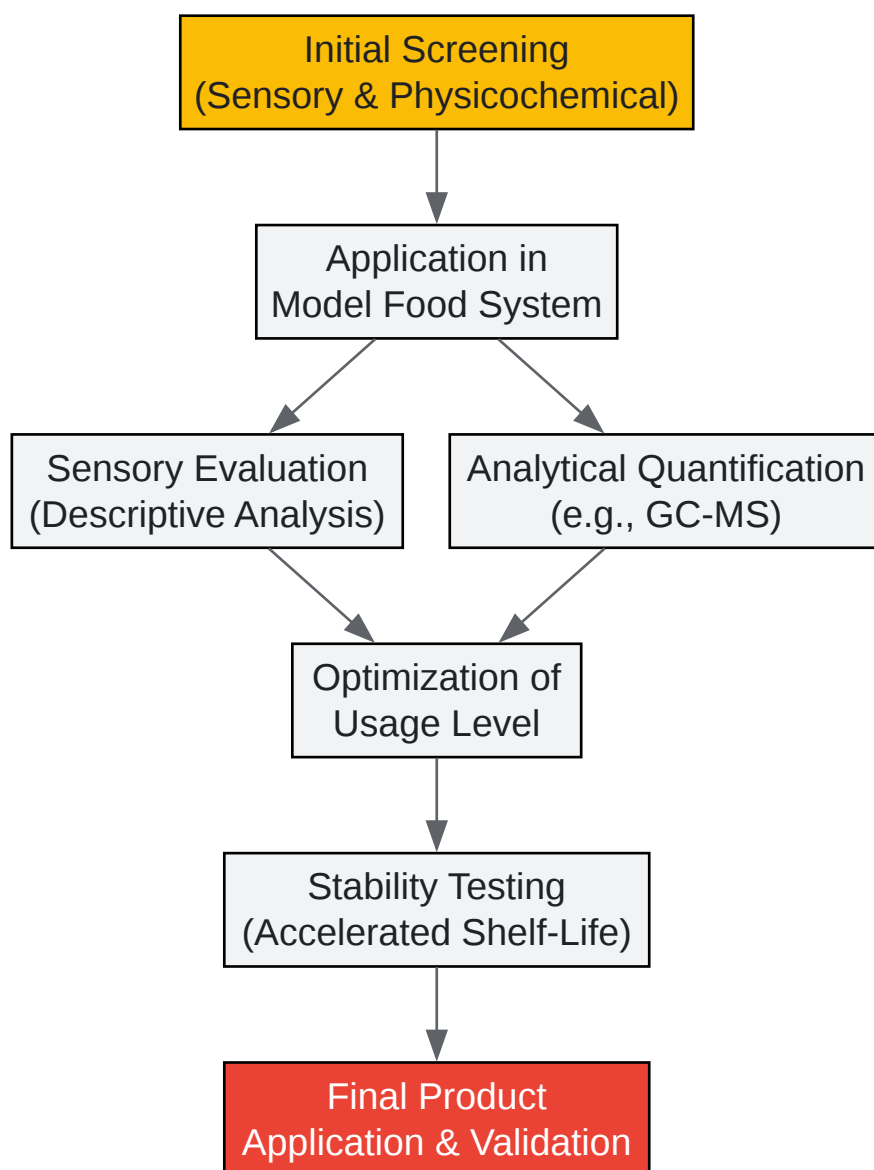 Initial Screening
(Sensory & Physicochemical)
Application in
Model Food System
Sensory Evaluation
(Descriptive Analysis)
Analytical Quantification
(e.g., GC-MS)
Optimization of
Usage Level
Stability Testing
(Accelerated Shelf-Life)
Final Product
Application & Validation